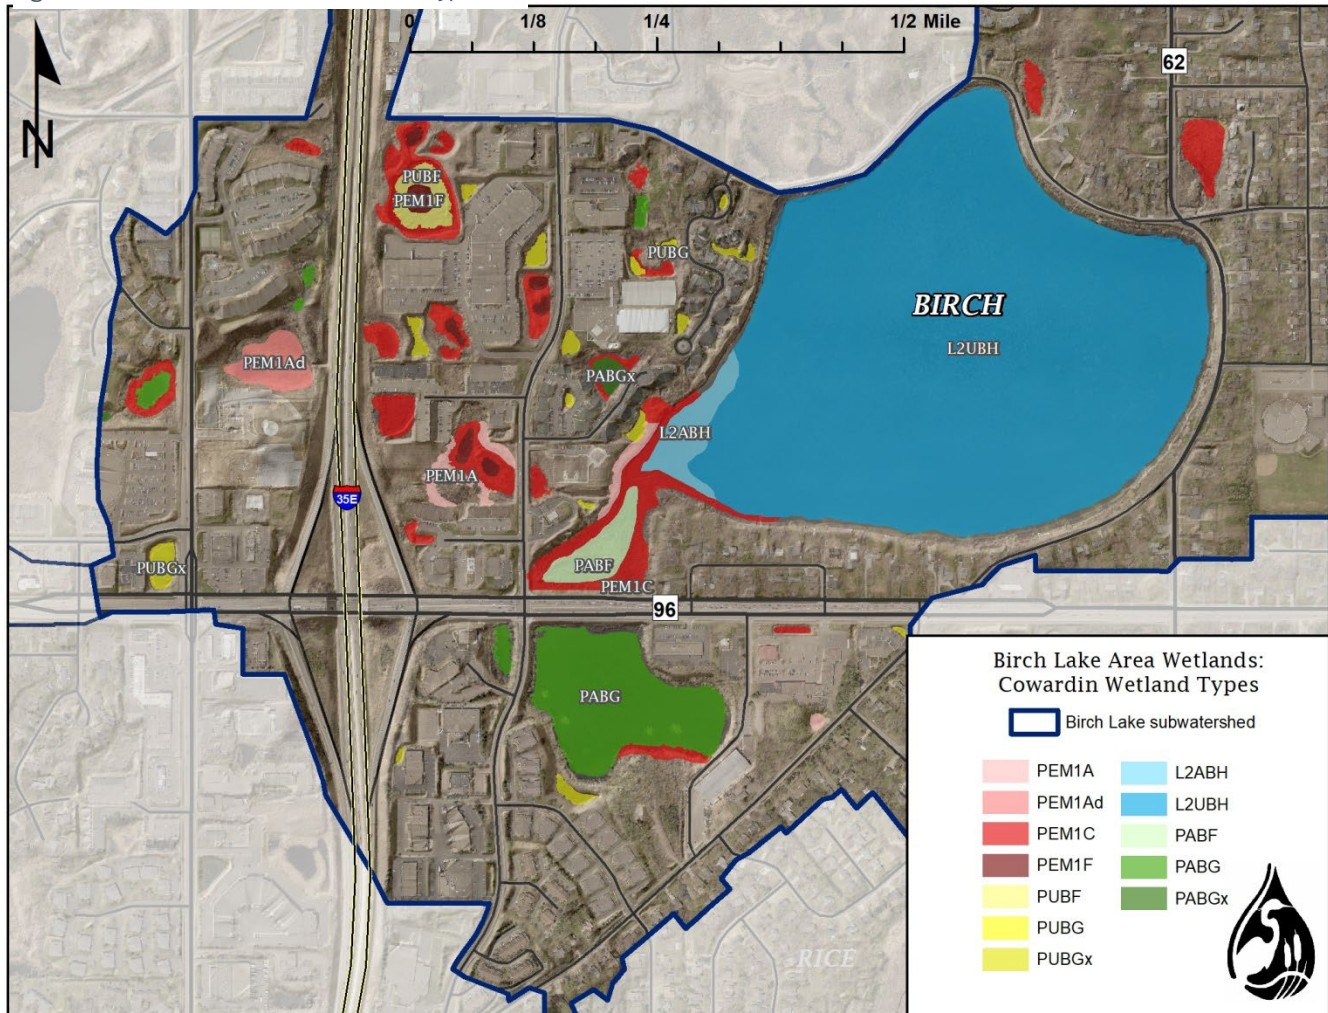 0 1/8 1/4 1/2 Mile
N
62
PUBF
PEM1F
PUBG
BIRCH
L2UBH
PEM1Ad
PABGx
L2ABH
PEM1A
35E
PUBGx
PABF
PEM1C
96
PABG
RICE
Birch Lake Area Wetlands:
Cowardin Wetland Types
Birch Lake subwatershed
PEM1A
PEM1Ad
PEM1C
PEM1F
PUBF
PUBG
PUBGx
L2ABH
L2UBH
PABF
PABG
PABGx